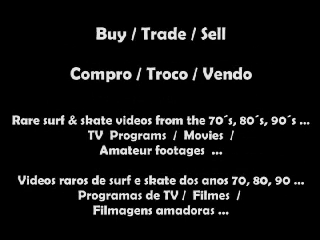 Buy / Trade / Sell
Compro / Troco / Vendo
Rare surf & skate videos from the 70´s, 80´s, 90´s ...
TV Programs / Movies /
Amateur footages ...
Videos raros de surf e skate dos anos 70, 80, 90 ...
Programas de TV / Filmes /
Filmagens amadoras ...